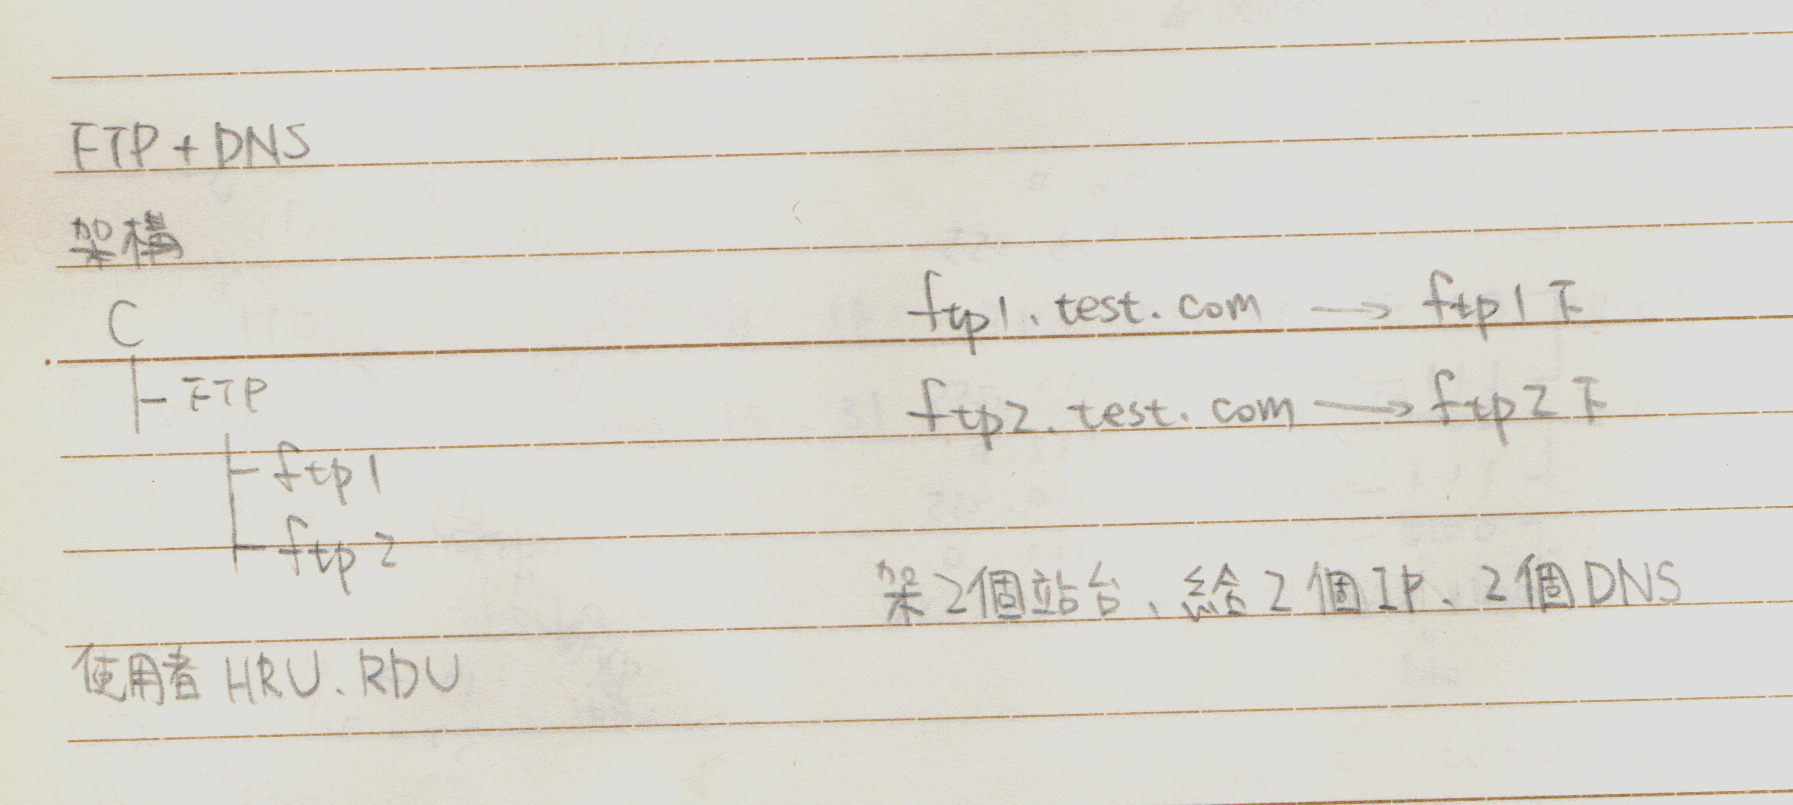 FTP + DNS
架構
C
├ FTP
├ ftp1
├ ftp2
使用者 HRU、RDU
ftp1.test.com → ftp1下
ftp2.test.com → ftp2下
架2個站台、給2個IP、2個DNS